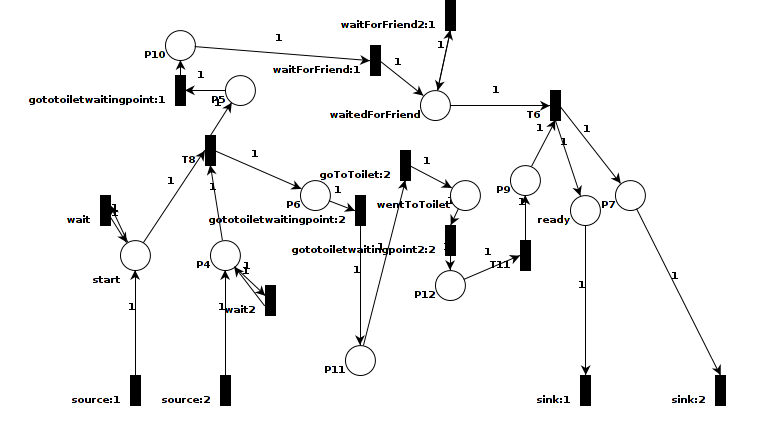 waitForFriend2:1
1
1
P10
waitForFriend:1
1
1
gototoiletwaitingpoint:1
P5
1
waitedForFriend
1
T6
1
1
1
T8
1
1
1
goToToilet:2
1
P9
1
P6
1
wentToToilet
1
ready
P7
wait
1
1
gototoiletwaitingpoint:2
start
P4
1
1
gototoiletwaitingpoint2:2
1
1
1
T11
P12
1
1
1
1
1
wait2
P11
source:1
source:2
sink:1
sink:2